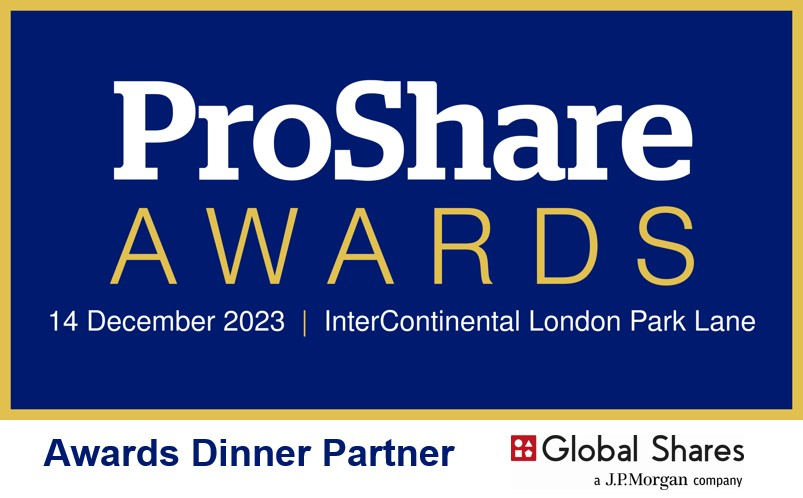 ProShare
AWARDS
14 December 2023 | InterContinental London Park Lane
Awards Dinner Partner
Global Shares
a J.P.Morgan company